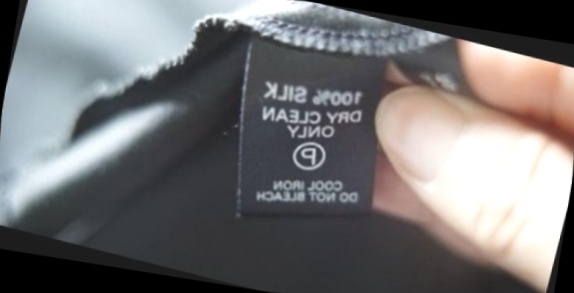 100% SILK
DRY CLEAN
ONLY
P
COOL IRON
DO NOT BLEACH